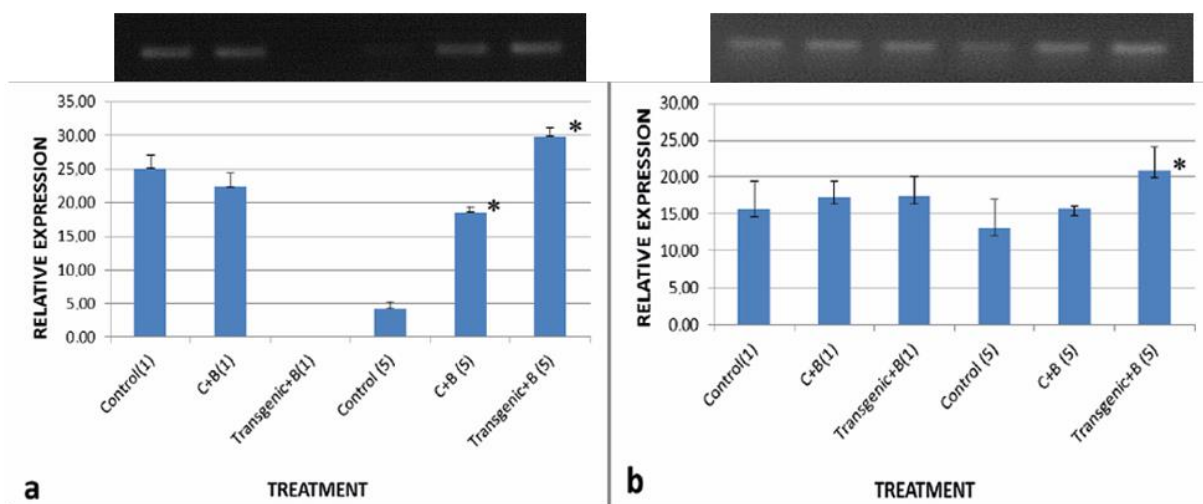 35.00
30.00
25.00
20.00
15.00
10.00
5.00
0.00
RELATIVE EXPRESSION
*
*
Control(1)
C+B(1)
Transgenic+B(1)
Control (5)
C+B (5)
Transgenic+B (5)
a
TREATMENT
30.00
25.00
20.00
15.00
10.00
5.00
0.00
RELATIVE EXPRESSION
*
Control(1)
C+B(1)
Transgenic+B(1)
Control (5)
C+B (5)
Transgenic+B (5)
b
TREATMENT